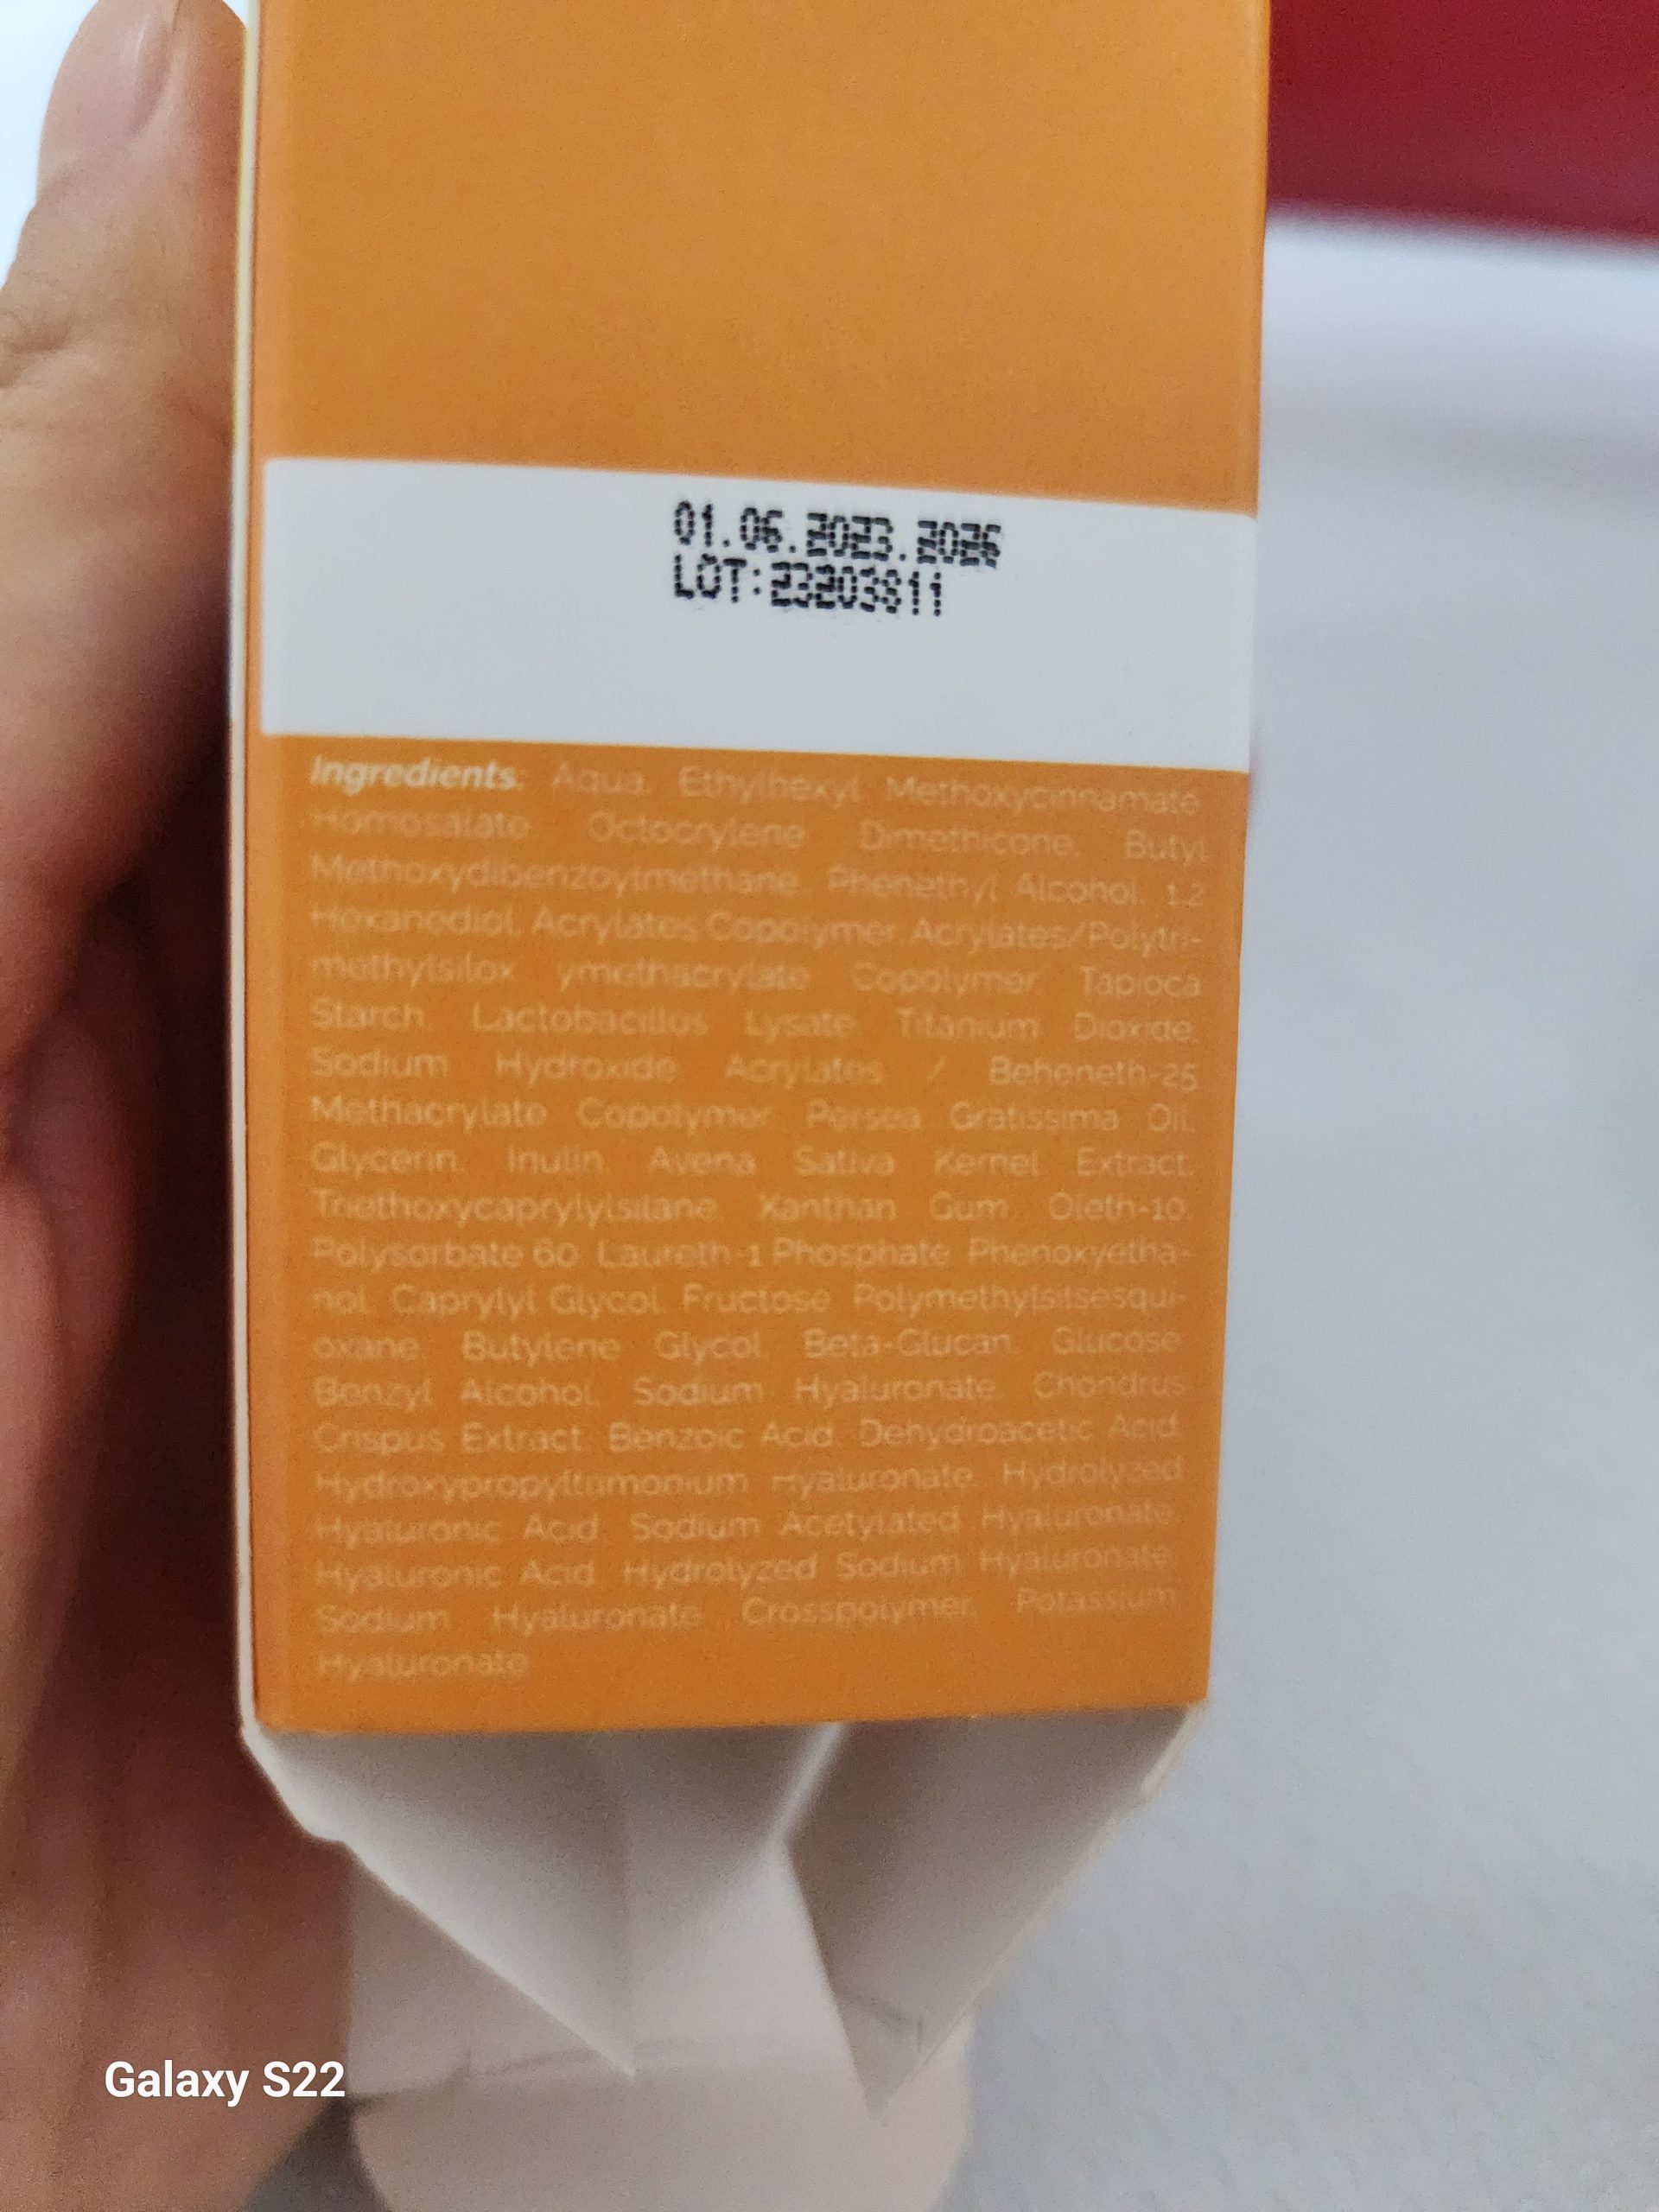 01.06.2023.2026
LOT:23203811
Ingredients: Aqua, Ethylhexyl Methoxycinnamate
Homosalate Octocrylene Dimethicone, Butyl
Methoxydibenzoylmethane, Phenethyl Alcohol, 1,2
Hexanediol, Acrylates Copolymer, Acrylates/Polytri-
methylsilox ymethacrylate Copolymer, Tapioca
Starch, Lactobacillus Lysate Titanium Dioxide,
Sodium Hydroxide, Acrylates / Beheneth-25
Methacrylate Copolymer, Persea Gratissima Oil,
Glycerin, Inulin, Avena Sativa Kernel Extract,
Triethoxycaprylylsilane, Xanthan Gum, Oleth-10,
Polysorbate 60, Laureth-1 Phosphate, Phenoxyetha-
nol, Caprylyl Glycol, Fructose, Polymethylsilsesqui-
oxane, Butylene Glycol, Beta-Glucan, Glucose
Benzyl Alcohol, Sodium Hyaluronate, Chondrus
Crispus Extract, Benzoic Acid, Dehydroacetic Acid,
Hydroxypropyltrimonium Hyaluronate, Hydrolyzed
Hyaluronic Acid, Sodium Acetylated Hyaluronate,
Hyaluronic Acid, Hydrolyzed Sodium Hyaluronate,
Sodium Hyaluronate Crosspolymer, Potassium
Hyaluronate
Galaxy S22